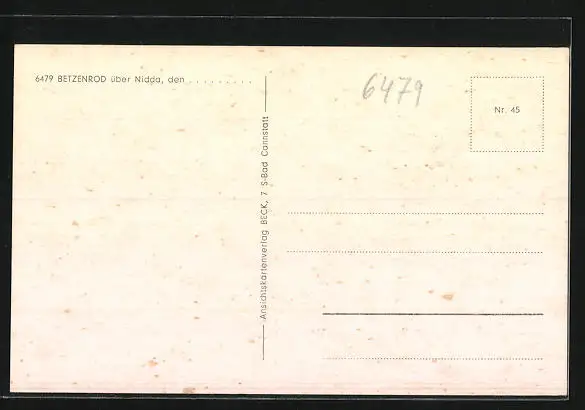 6479 BETZENROD über Nidda, den . . . . . . . . . .
6479
Nr. 45
Ansichtskartenverlag BECK, 7 S-Bad Cannstatt